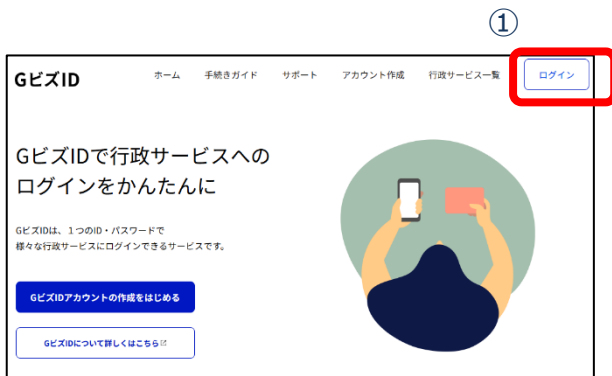 ①
GビズID
ホーム 手続きガイド サポート アカウント作成 行政サービス一覧 ログイン
GビズIDで行政サービスへの
ログインをかんたんに
GビズIDは、1つのID・パスワードで
様々な行政サービスにログインできるサービスです。
GビズIDアカウントの作成をはじめる
GビズIDについて詳しくはこちら